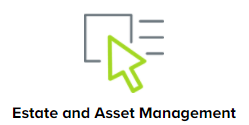 Estate and Asset Management